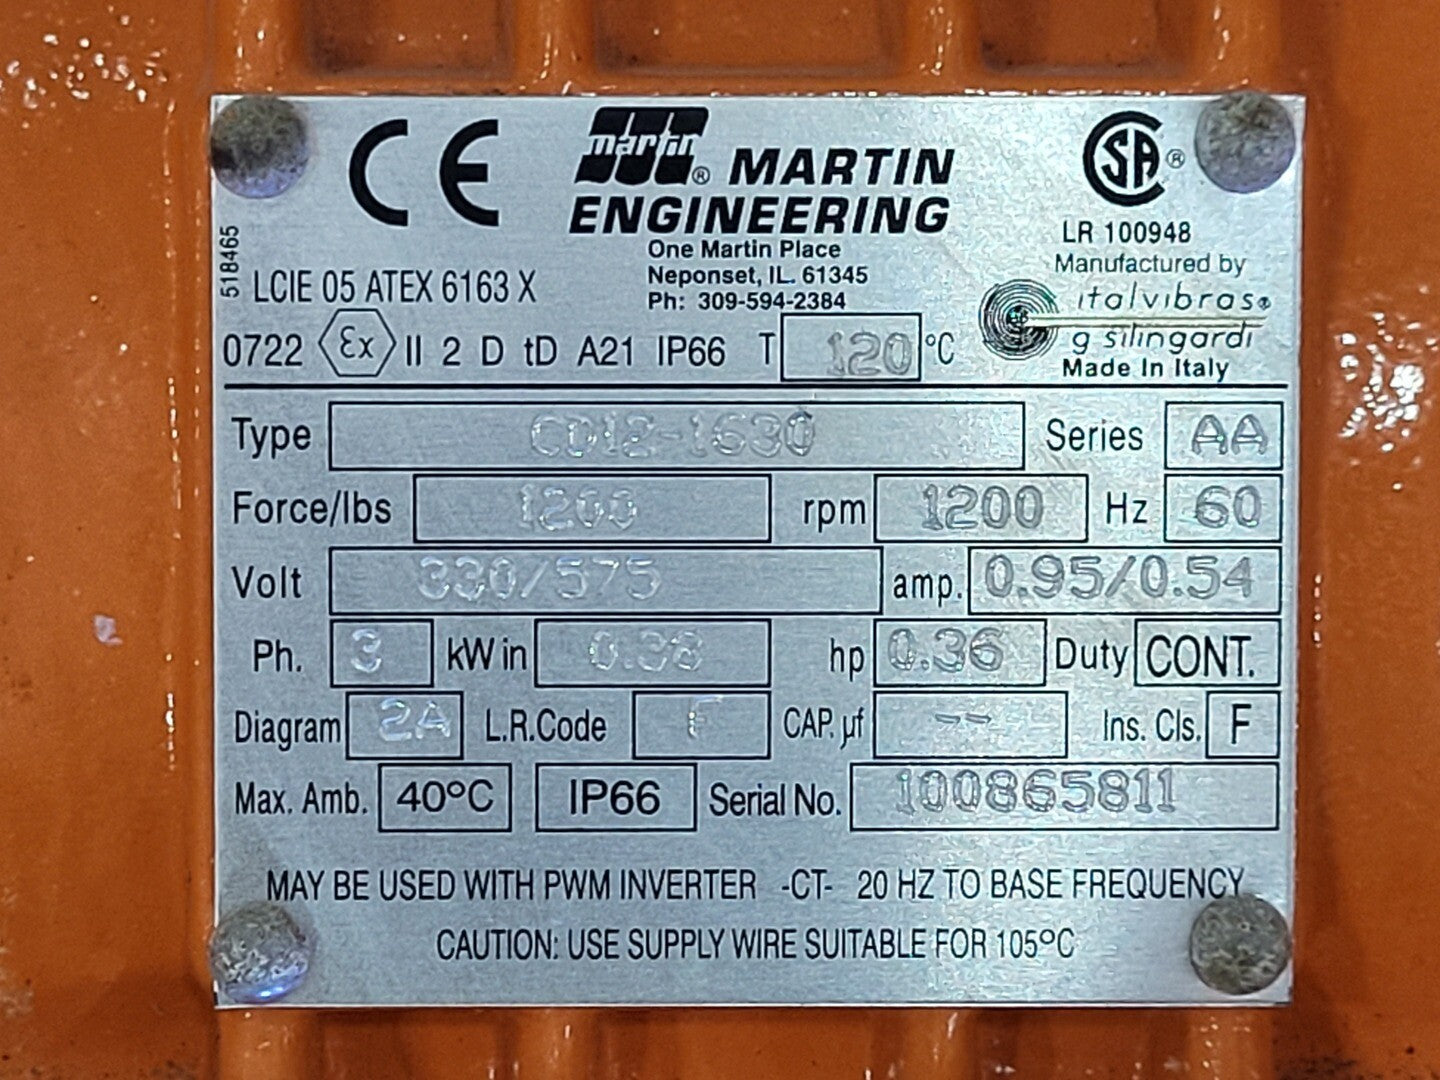 CE
martin® MARTIN
ENGINEERING
One Martin Place
Neponset, IL. 61345
Ph: 309-594-2384
SA ®
LR 100948
Manufactured by
italvibras®
g silingardi
Made In Italy
518465
LCIE 05 ATEX 6163 X
0722 Ex II 2 D tD A21 IP66 T 120 °C
Type CD12-1630 Series AA
Force/lbs 1200 rpm 1200 Hz 60
Volt 330/575 amp. 0.95/0.54
Ph. 3 kW in 0.38 hp 0.36 Duty CONT.
Diagram 2A L.R.Code F CAP. µf -- Ins. Cls. F
Max. Amb. 40°C IP66 Serial No. 100865811
MAY BE USED WITH PWM INVERTER -CT- 20 HZ TO BASE FREQUENCY
CAUTION: USE SUPPLY WIRE SUITABLE FOR 105°C